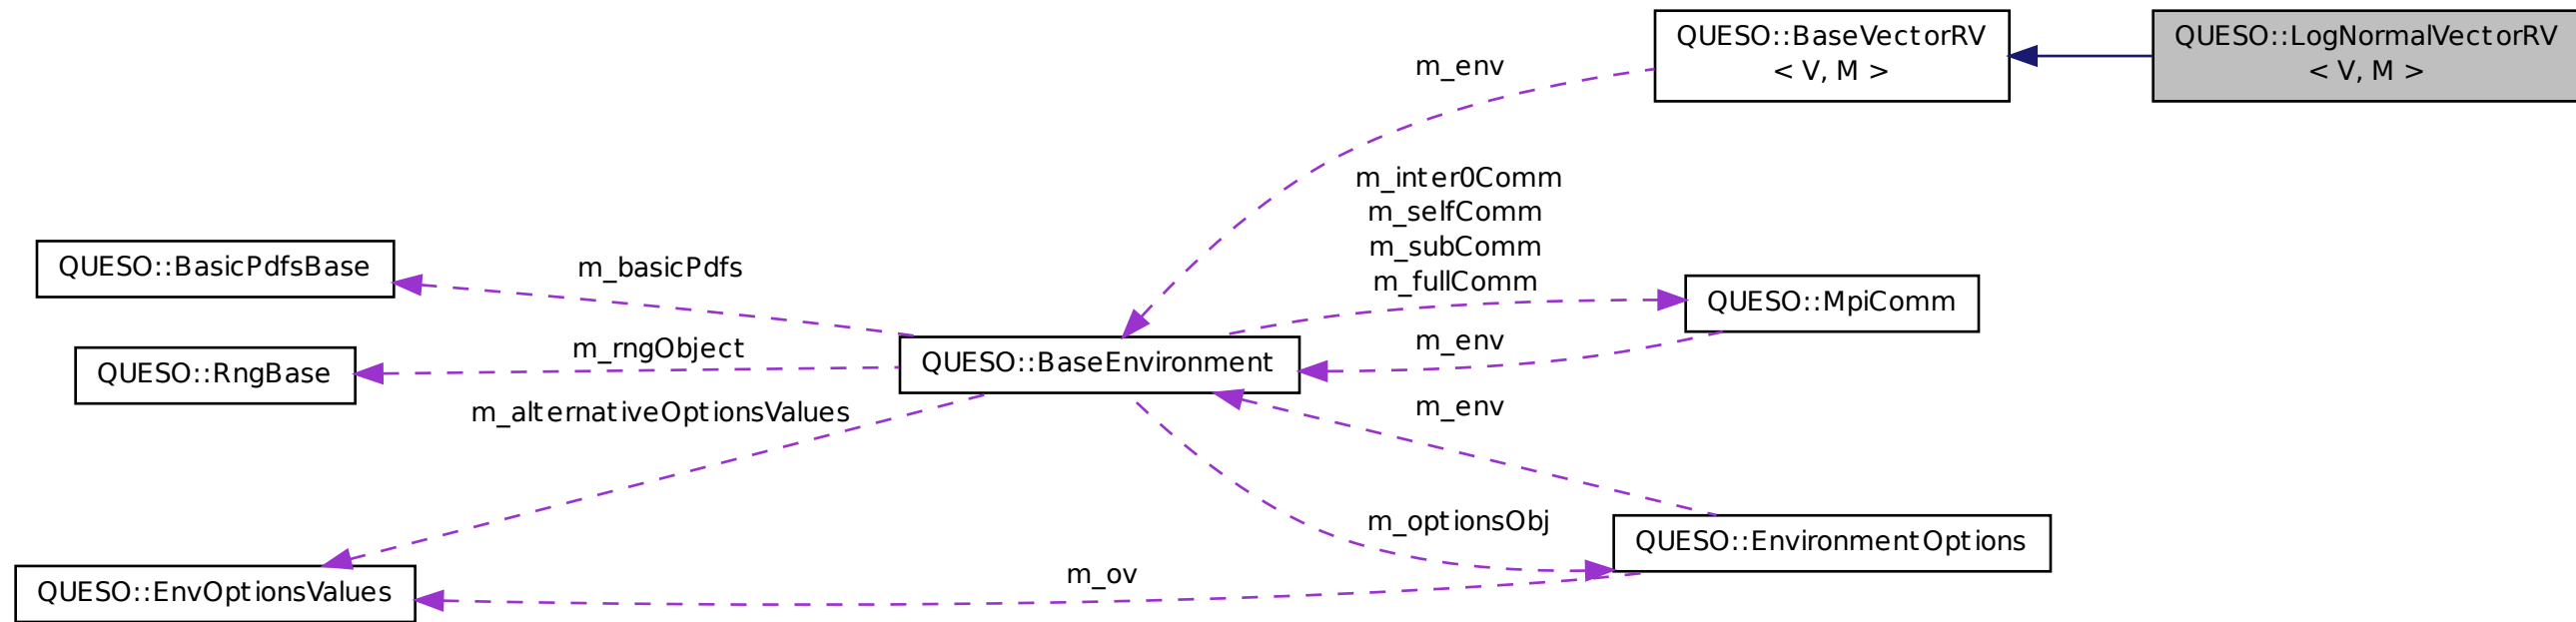 QUESO::BaseVectorRV
< V, M >
QUESO::LogNormalVectorRV
< V, M >
m_env
m_inter0Comm
m_selfComm
m_subComm
m_fullComm
QUESO::BasicPdfsBase
m_basicPdfs
QUESO::MpiComm
m_rngObject
m_env
QUESO::RngBase
QUESO::BaseEnvironment
m_alternativeOptionsValues
m_env
m_optionsObj
QUESO::EnvironmentOptions
m_ov
QUESO::EnvOptionsValues